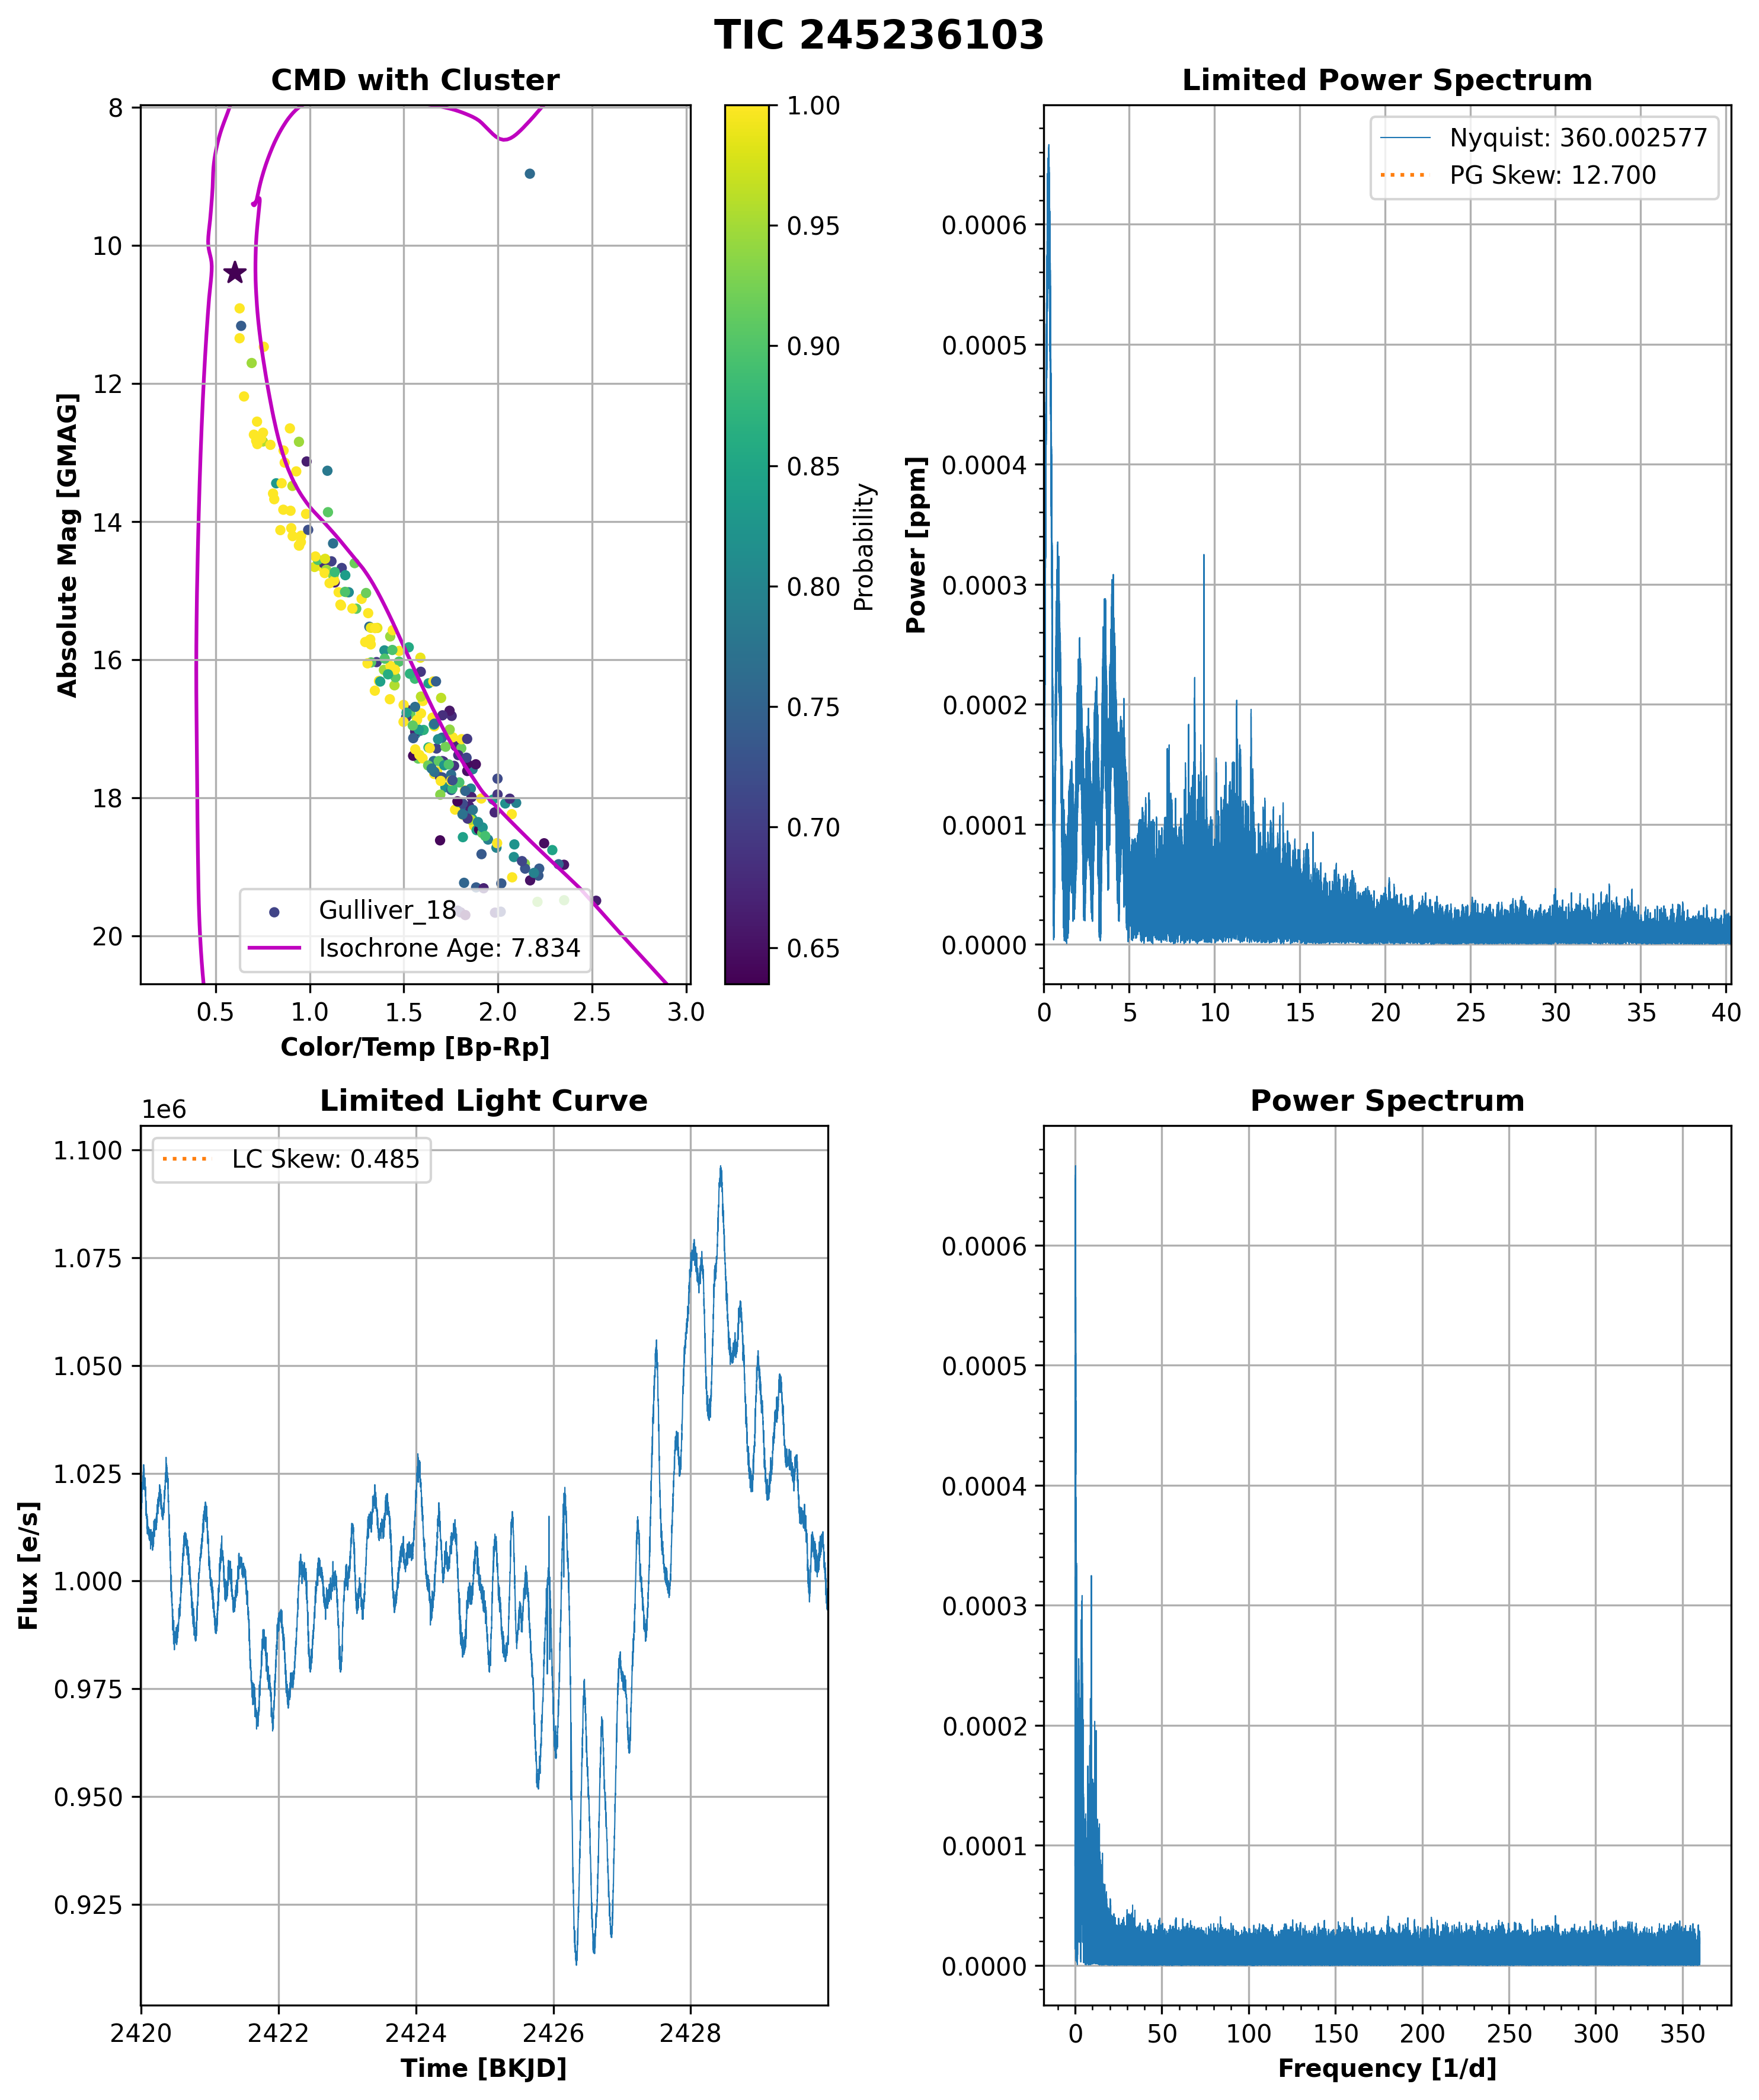 TIC 245236103
CMD with Cluster
8
10
12
14
16
18
20
Absolute Mag [GMAG]
0.5 1.0 1.5 2.0 2.5 3.0
Color/Temp [Bp-Rp]
Gulliver_18
Isochrone Age: 7.834
1.00
0.95
0.90
0.85
0.80
0.75
0.70
0.65
Probability
Limited Power Spectrum
Nyquist: 360.002577
PG Skew: 12.700
0.0006
0.0005
0.0004
0.0003
0.0002
0.0001
0.0000
Power [ppm]
0 5 10 15 20 25 30 35 40
Limited Light Curve
1e6
LC Skew: 0.485
1.100
1.075
1.050
1.025
1.000
0.975
0.950
0.925
Flux [e/s]
2420 2422 2424 2426 2428
Time [BKJD]
Power Spectrum
0.0006
0.0005
0.0004
0.0003
0.0002
0.0001
0.0000
0 50 100 150 200 250 300 350
Frequency [1/d]